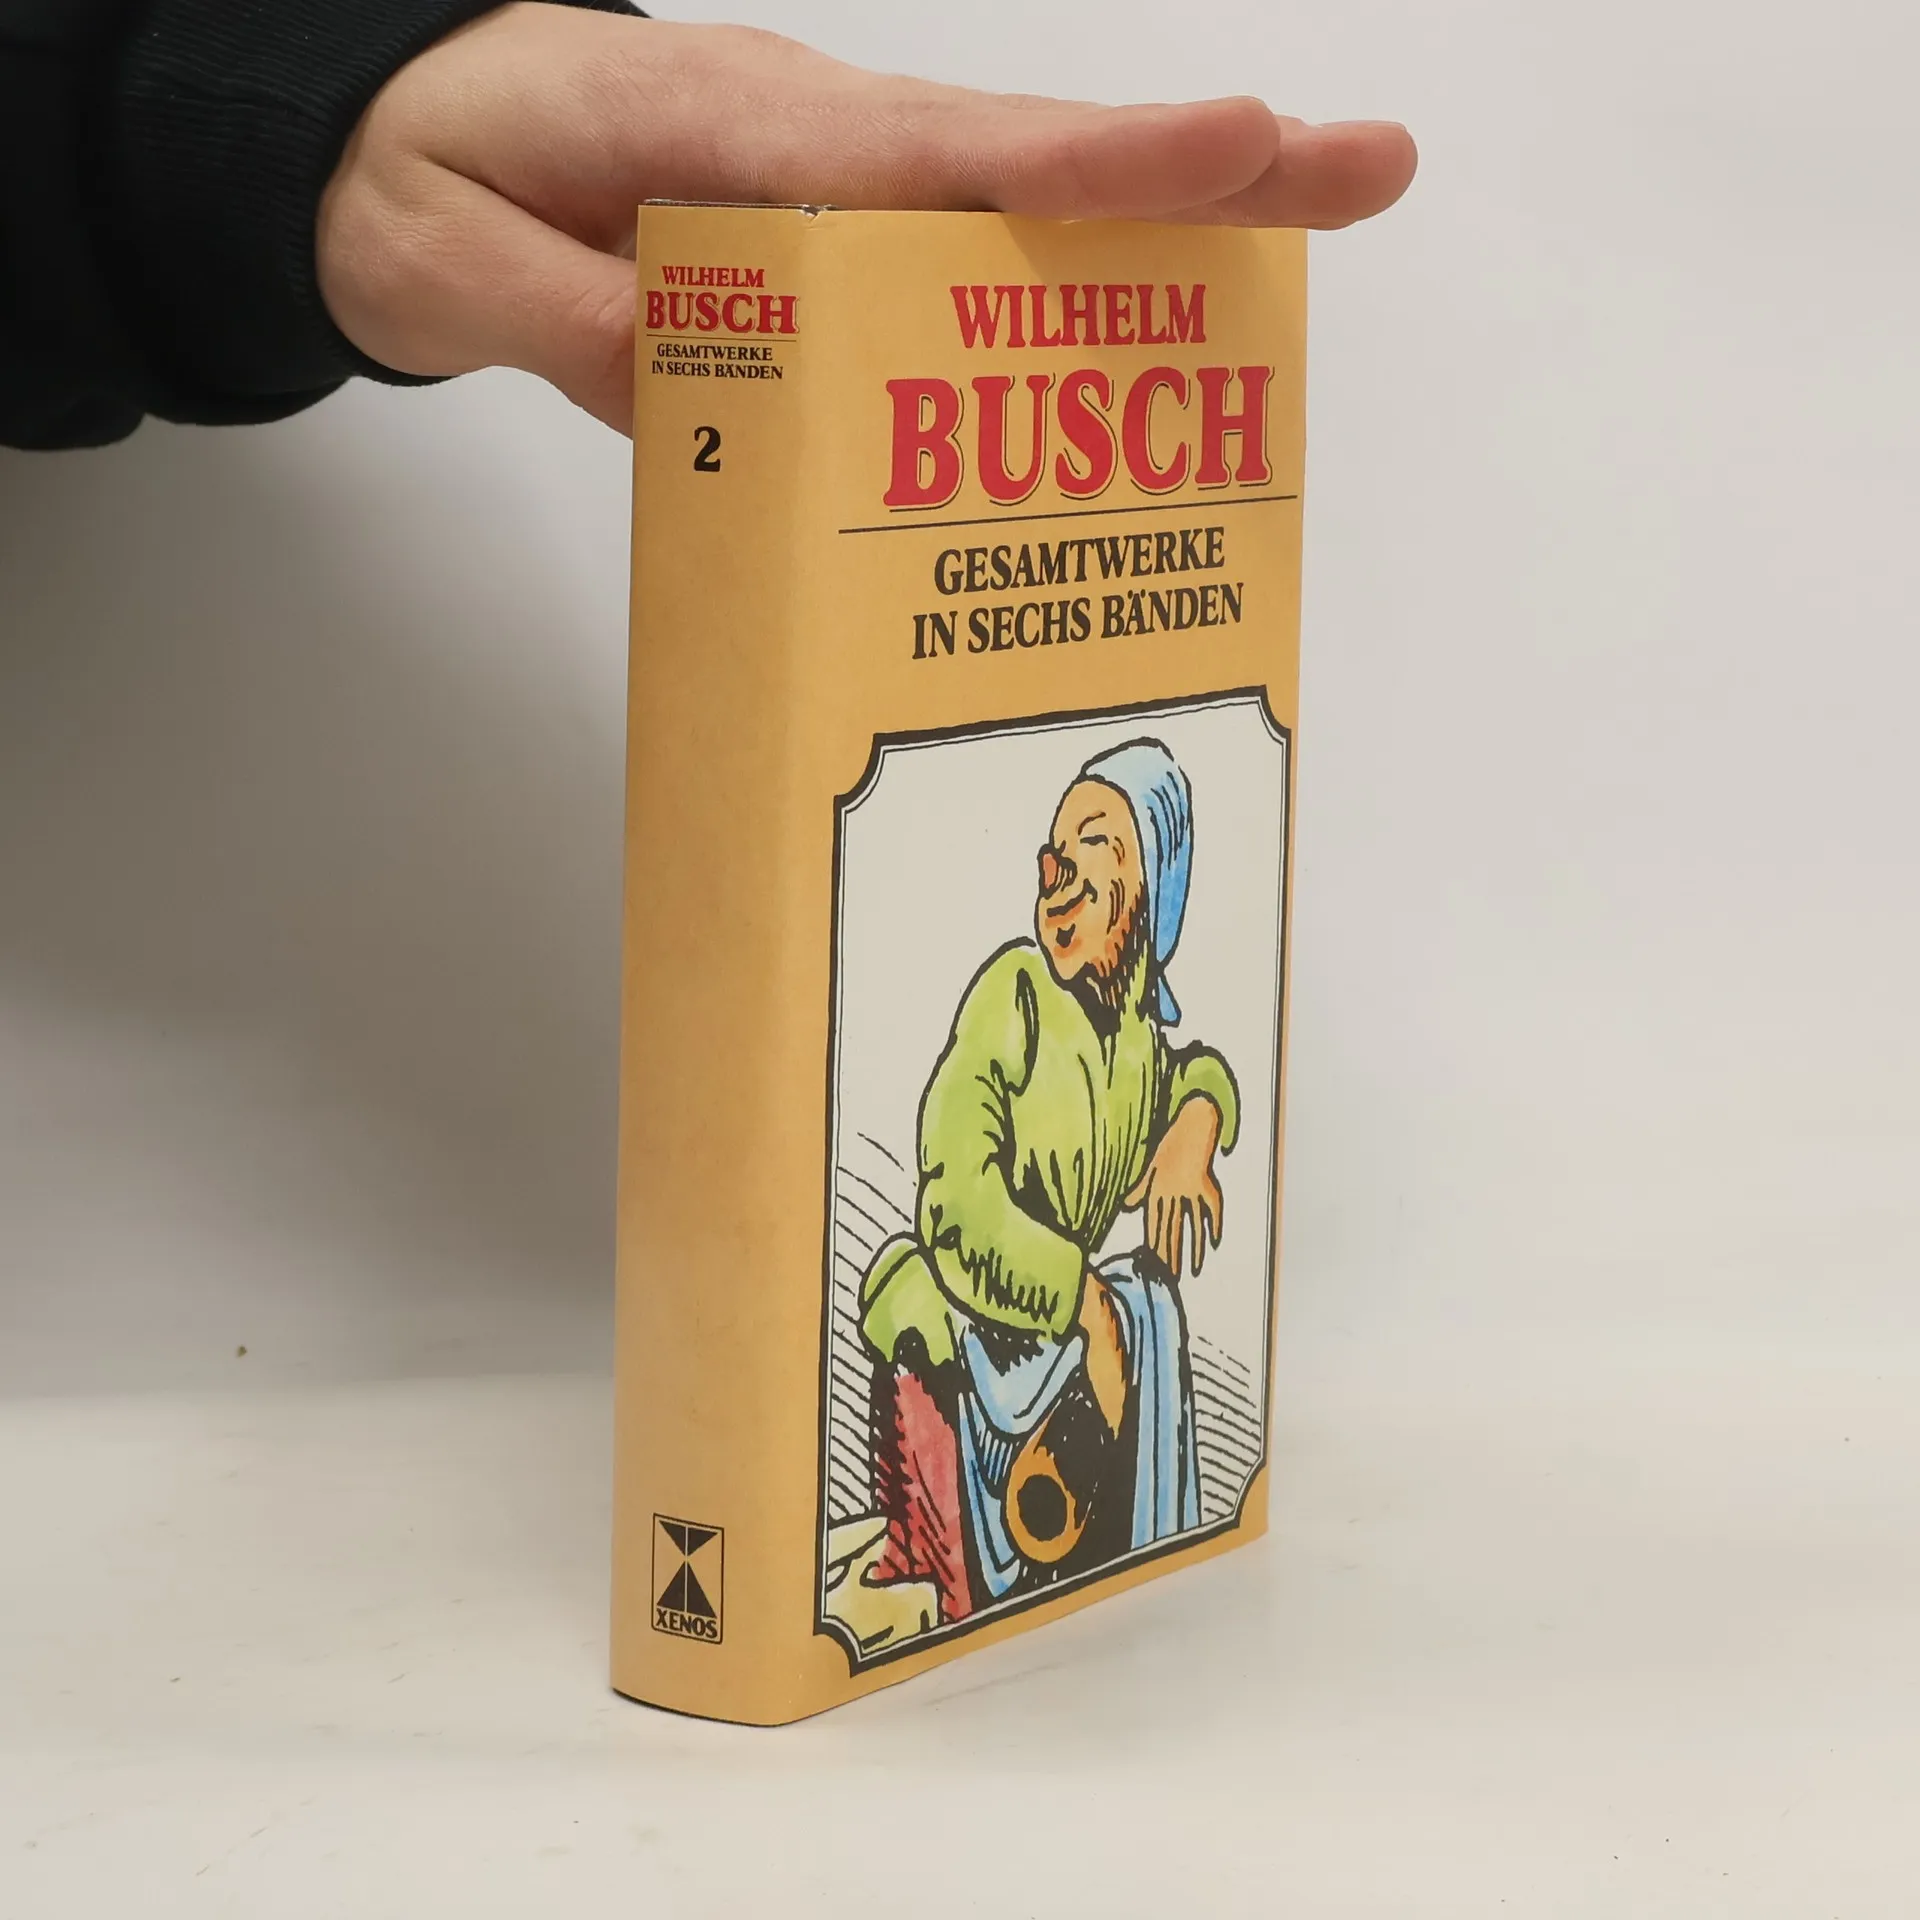 WILHELM
BUSCH
GESAMTWERKE
IN SECHS BÄNDEN
2
XENOS
WILHELM
BUSCH
GESAMTWERKE
IN SECHS BÄNDEN